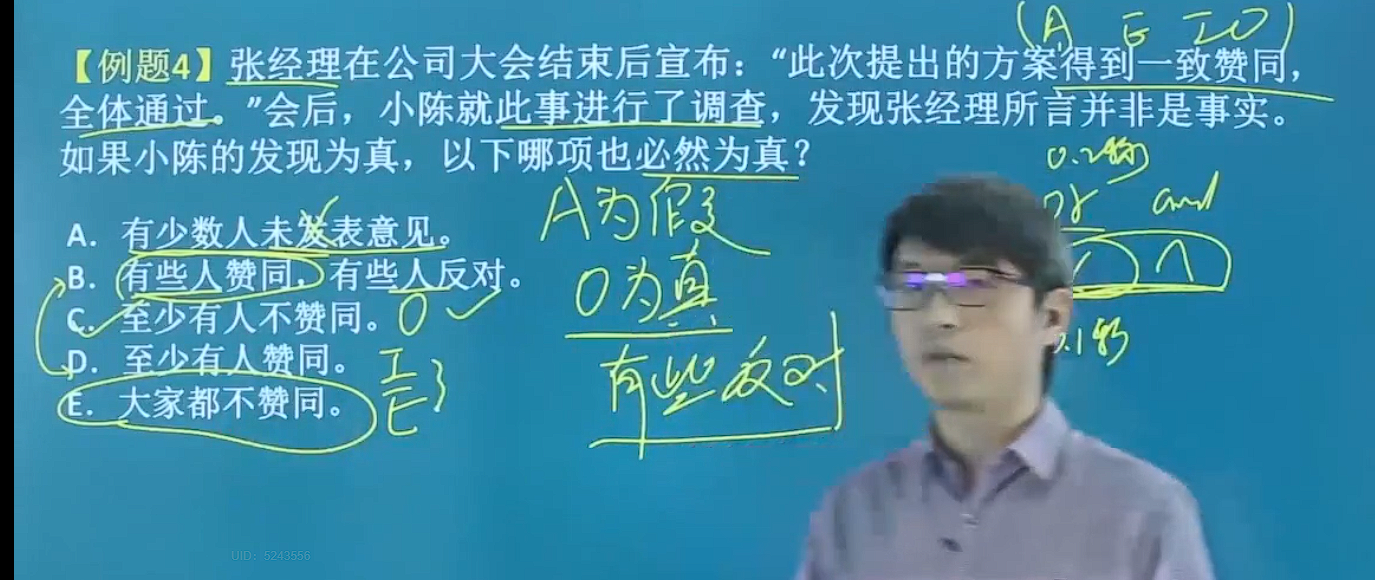 (A E I O)
【例题4】张经理在公司大会结束后宣布：“此次提出的方案得到一致赞同，
全体通过。”会后，小陈就此事进行了调查，发现张经理所言并非是事实。
如果小陈的发现为真，以下哪项也必然为真？
0.2秒
or and
A为假
A. 有少数人未发表意见。
B. 有些人赞同，有些人反对。
O为真
C. 至少有人不赞同。 O
0.1秒
D. 至少有人赞同。 I
有些反对
E. 大家都不赞同。 E
UID：5243556